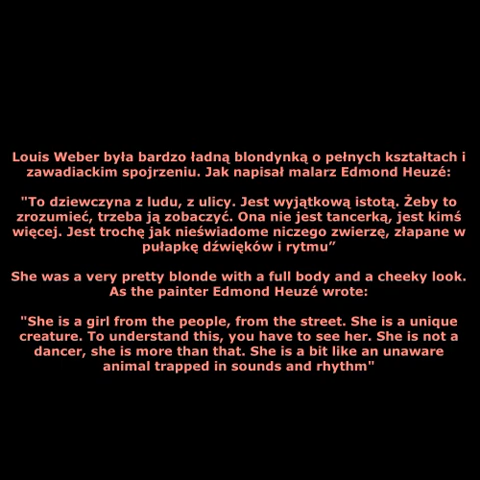 Louis Weber była bardzo ładną blondynką o pełnych kształtach i
zawadiackim spojrzeniu. Jak napisał malarz Edmond Heuzé:
"To dziewczyna z ludu, z ulicy. Jest wyjątkową istotą. Żeby to
zrozumieć, trzeba ją zobaczyć. Ona nie jest tancerką, jest kimś
więcej. Jest trochę jak nieświadome niczego zwierzę, złapane w
pułapkę dźwięków i rytmu”
She was a very pretty blonde with a full body and a cheeky look.
As the painter Edmond Heuzé wrote:
"She is a girl from the people, from the street. She is a unique
creature. To understand this, you have to see her. She is not a
dancer, she is more than that. She is a bit like an unaware
animal trapped in sounds and rhythm"